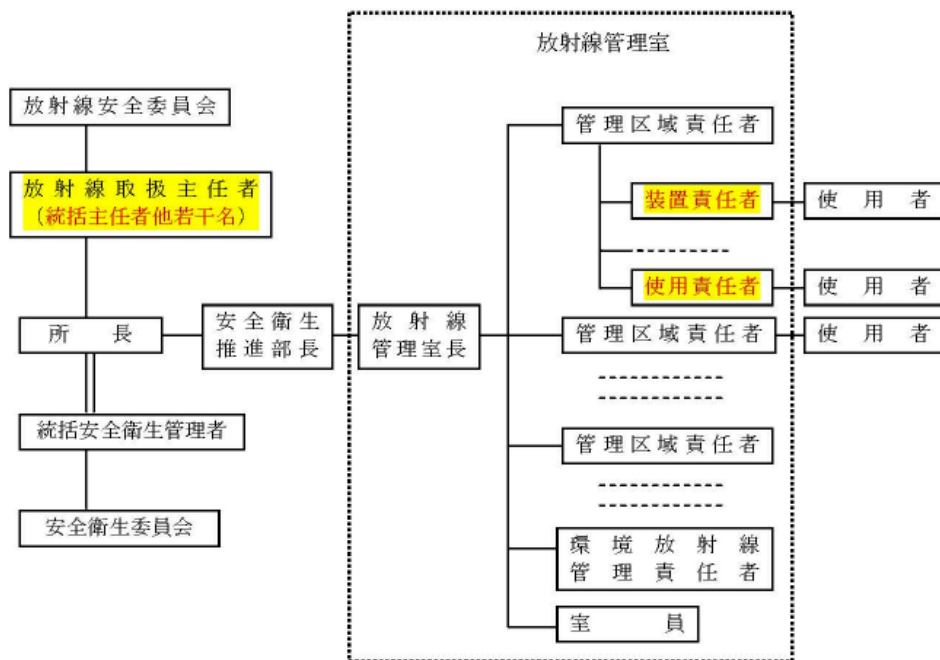 放射線管理室
放射線安全委員会
放射線取扱主任者
（統括主任者他若干名）
所長
安全衛生
推進部長
統括安全衛生管理者
安全衛生委員会
放射線
管理室長
管理区域責任者
装置責任者
使用者
使用責任者
使用者
管理区域責任者
使用者
管理区域責任者
環境放射線
管理責任者
室員